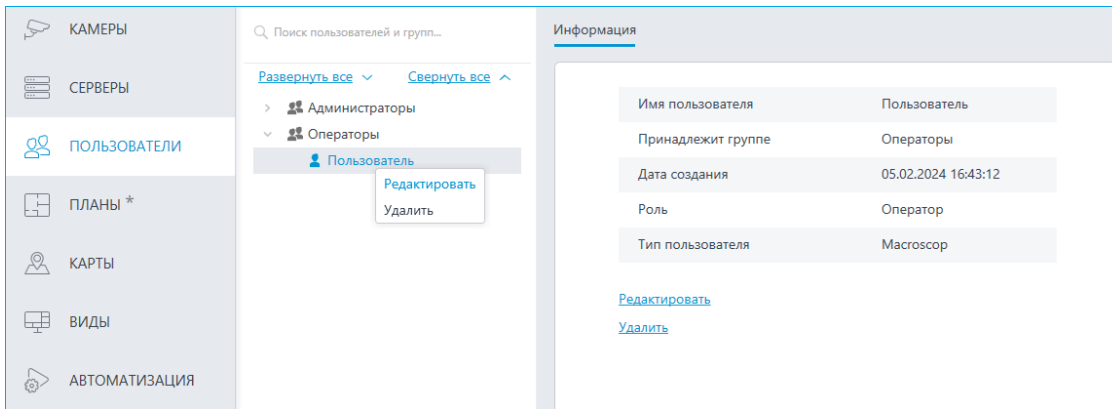 КАМЕРЫ
СЕРВЕРЫ
ПОЛЬЗОВАТЕЛИ
ПЛАНЫ *
КАРТЫ
ВИДЫ
АВТОМАТИЗАЦИЯ
Поиск пользователей и групп...
Развернуть все Свернуть все
Администраторы
Операторы
Пользователь
Редактировать
Удалить
Информация
Имя пользователя Пользователь
Принадлежит группе Операторы
Дата создания 05.02.2024 16:43:12
Роль Оператор
Тип пользователя Macroscop
Редактировать
Удалить